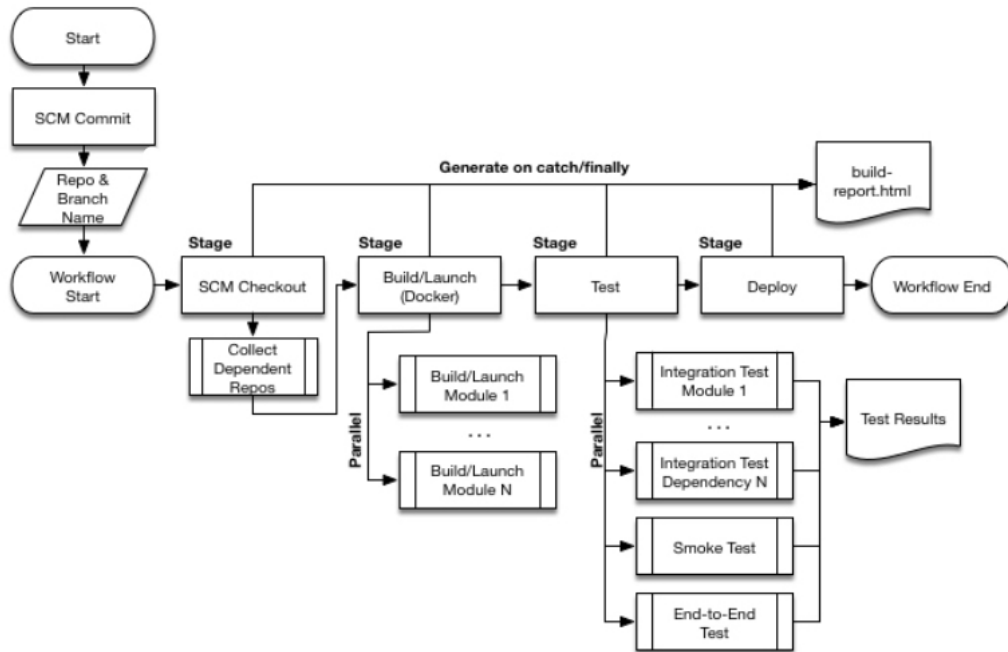 Start
SCM Commit
Repo &
Branch
Name
Workflow
Start
Generate on catch/finally
build-
report.html
Stage
SCM Checkout
Collect
Dependent
Repos
Stage
Build/Launch
(Docker)
Parallel
Build/Launch
Module 1
...
Build/Launch
Module N
Stage
Test
Parallel
Integration Test
Module 1
...
Integration Test
Dependency N
Smoke Test
End-to-End
Test
Test Results
Stage
Deploy
Workflow End